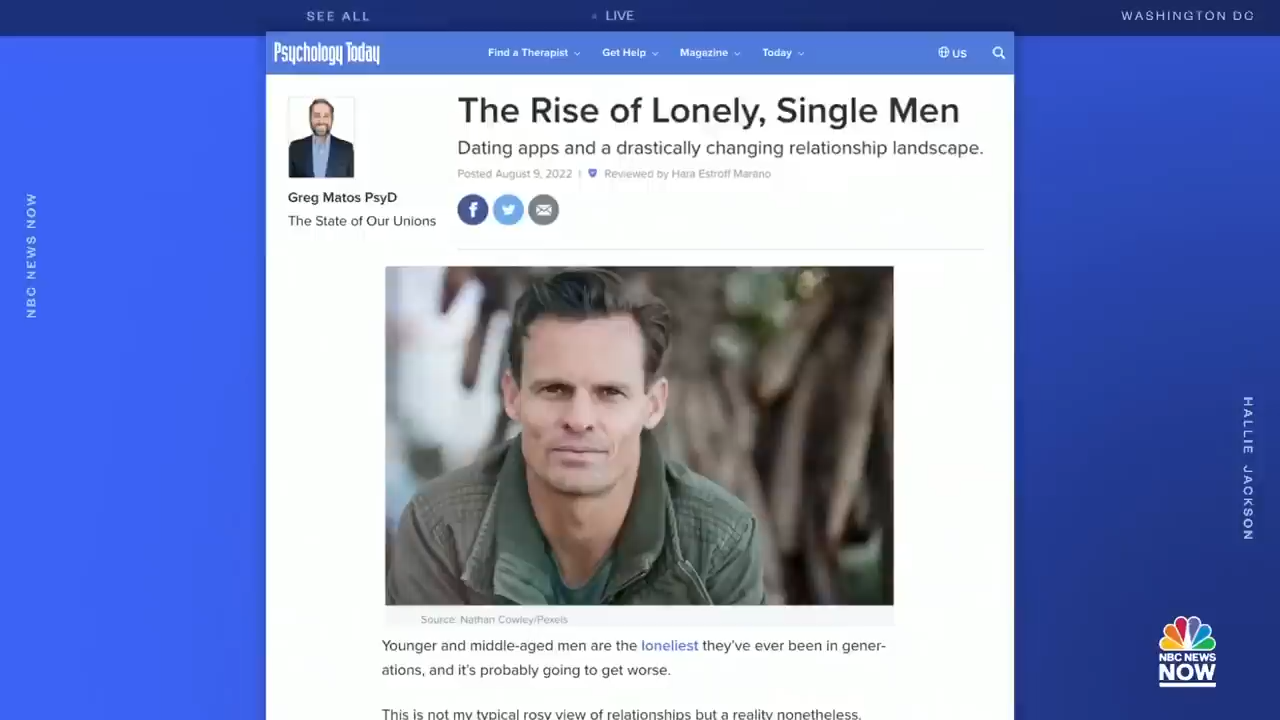 SEE ALL
LIVE
WASHINGTON DC
Psychology Today
Find a Therapist
Get Help
Magazine
Today
US
The Rise of Lonely, Single Men
Dating apps and a drastically changing relationship landscape.
Posted August 9, 2022 | Reviewed by Hara Estroff Marano
Greg Matos PsyD
The State of Our Unions
NBC NEWS NOW
HALLIE JACKSON
Source: Nathan Cowley/Pexels
Younger and middle-aged men are the loneliest they've ever been in gener-
ations, and it's probably going to get worse.
This is not my typical rosy view of relationships but a reality nonetheless.
NBC NEWS
NOW